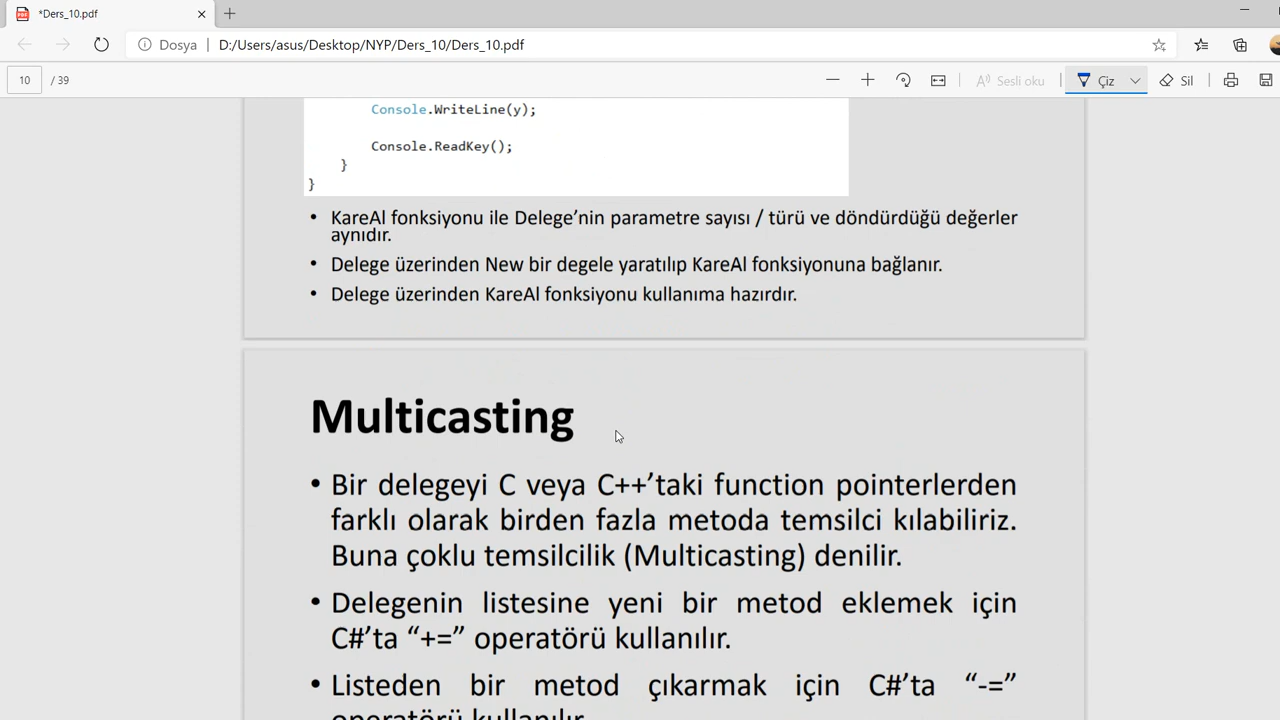 *Ders_10.pdf
Dosya | D:/Users/asus/Desktop/NYP/Ders_10/Ders_10.pdf
10 / 39
A Sesli oku
Çiz
Sil
Console.WriteLine(y);
Console.ReadKey();
}
}
• KareAl fonksiyonu ile Delege’nin parametre sayısı / türü ve döndürdüğü değerler
aynıdır.
• Delege üzerinden New bir degele yaratılıp KareAl fonksiyonuna bağlanır.
• Delege üzerinden KareAl fonksiyonu kullanıma hazırdır.
Multicasting
• Bir delegeyi C veya C++’taki function pointerlerden
farklı olarak birden fazla metoda temsilci kılabiliriz.
Buna çoklu temsilcilik (Multicasting) denilir.
• Delegenin listesine yeni bir metod eklemek için
C#’ta “+=” operatörü kullanılır.
• Listeden bir metod çıkarmak için C#’ta “-=”
operatörü kullanılır.